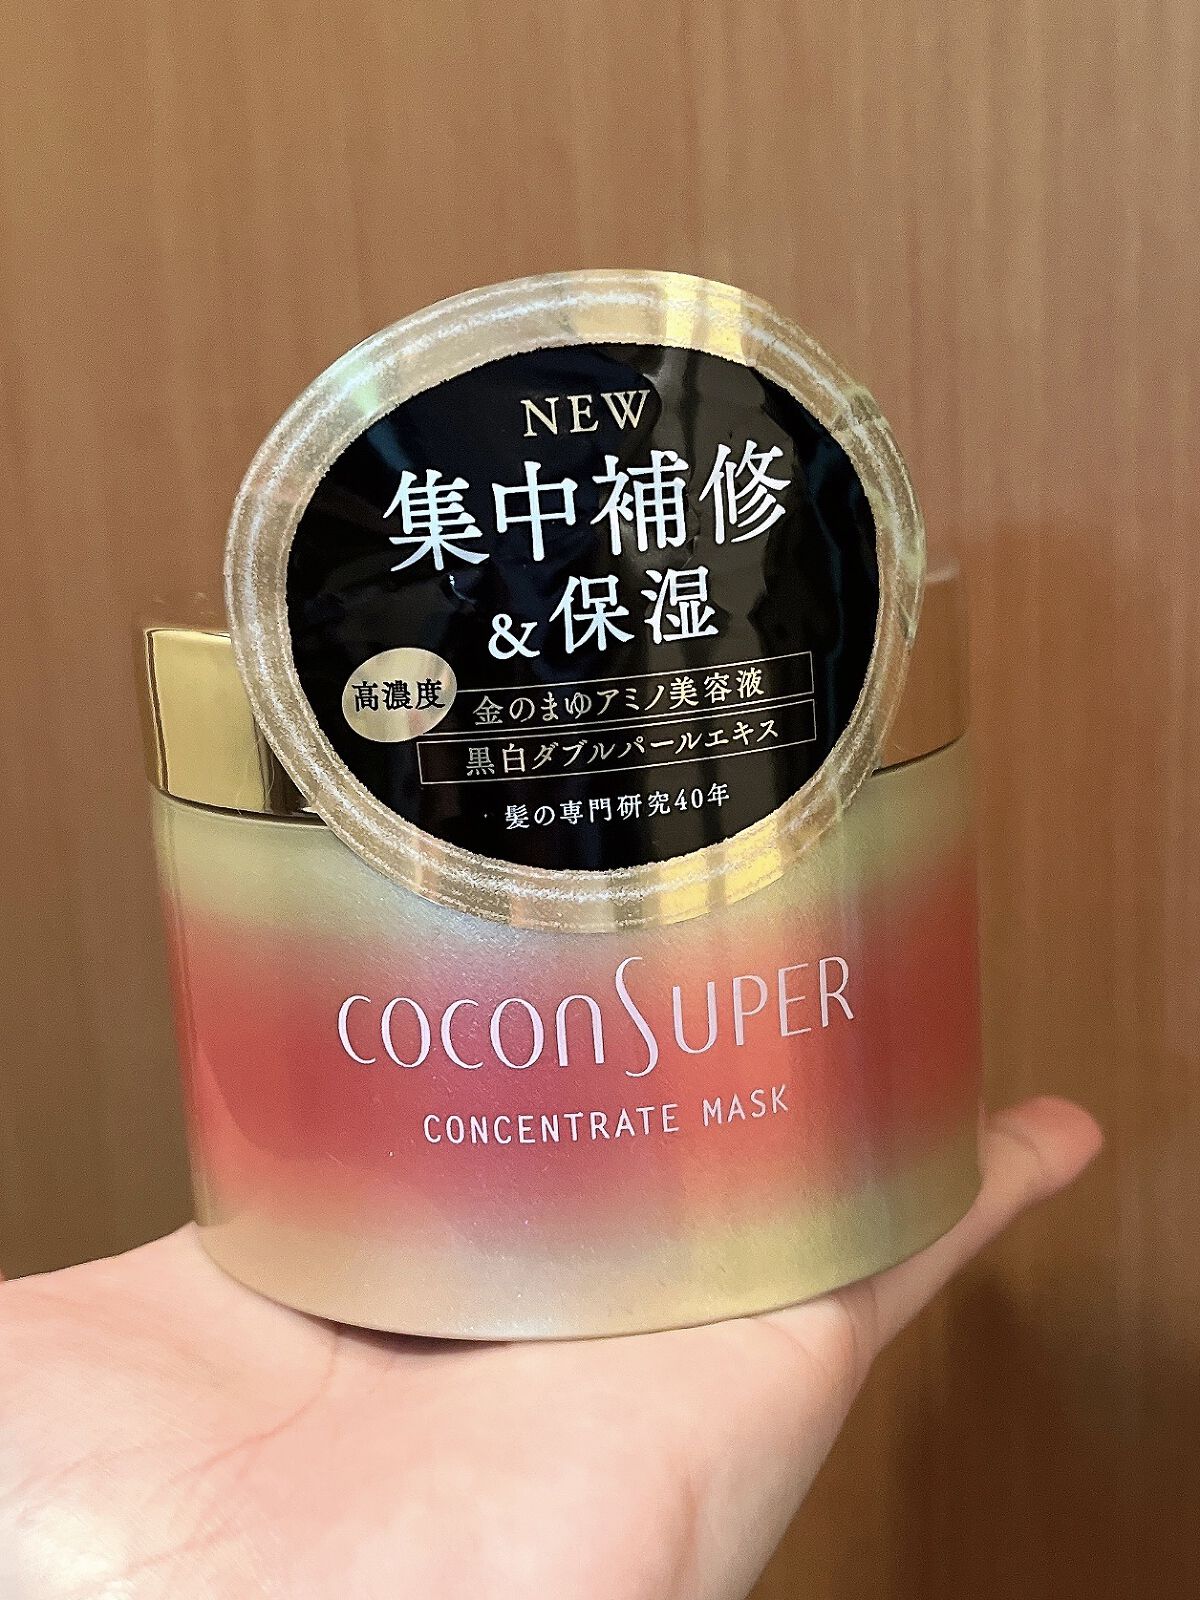 NEW
集中補修
&保湿
高濃度
金のまゆアミノ美容液
黒白ダブルパールエキス
髪の専門研究40年
coconSUPER
CONCENTRATE MASK